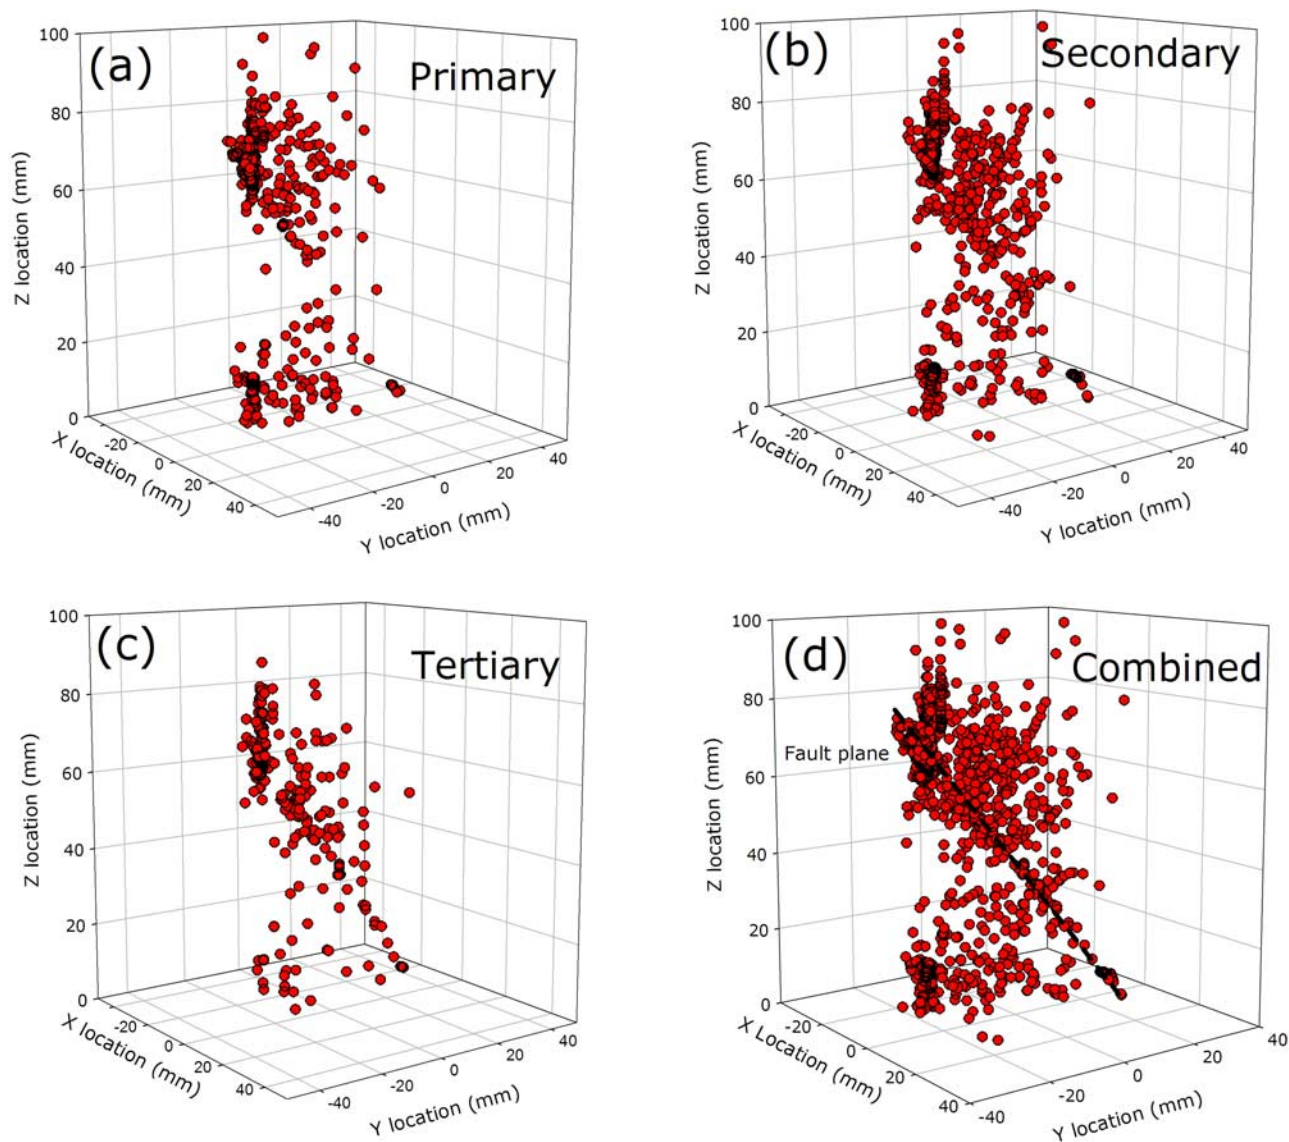 (a)
Primary
100
80
60
40
20
0
Z location (mm)
-20
0
20
40
X location (mm)
-40
-20
0
20
40
Y location (mm)
(b)
Secondary
100
80
60
40
20
0
Z location (mm)
-20
0
20
40
X location (mm)
-40
-20
0
20
40
Y location (mm)
(c)
Tertiary
100
80
60
40
20
0
Z location (mm)
-20
0
20
40
X location (mm)
-40
-20
0
20
40
Y location (mm)
(d)
Combined
Fault plane
100
80
60
40
20
0
Z location (mm)
-20
0
20
40
X Location (mm)
-40
-20
0
20
40
Y location (mm)